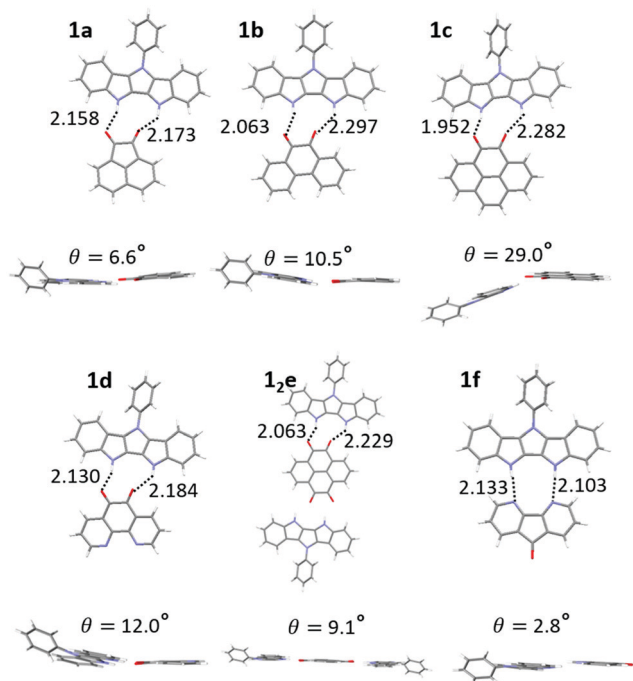 1a 1b 1c
2.158 2.173 2.063 2.297 1.952 2.282
θ = 6.6° θ = 10.5° θ = 29.0°
1d 1₂e 1f
2.130 2.184 2.063 2.229 2.133 2.103
θ = 12.0° θ = 9.1° θ = 2.8°